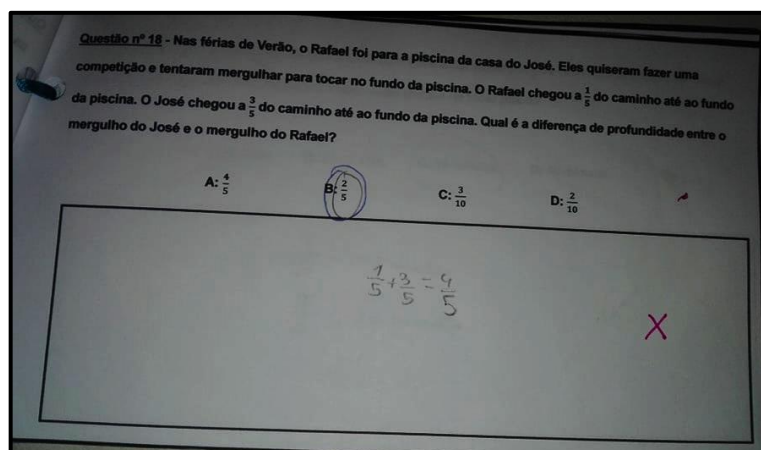 Questão nº 18 - Nas férias de Verão, o Rafael foi para a piscina da casa do José. Eles quiseram fazer uma
competição e tentaram mergulhar para tocar no fundo da piscina. O Rafael chegou a 1/5 do caminho até ao fundo
da piscina. O José chegou a 3/5 do caminho até ao fundo da piscina. Qual é a diferença de profundidade entre o
mergulho do José e o mergulho do Rafael?
A: 4/5 B: 2/5 C: 3/10 D: 2/10
1/5 + 3/5 = 4/5
X